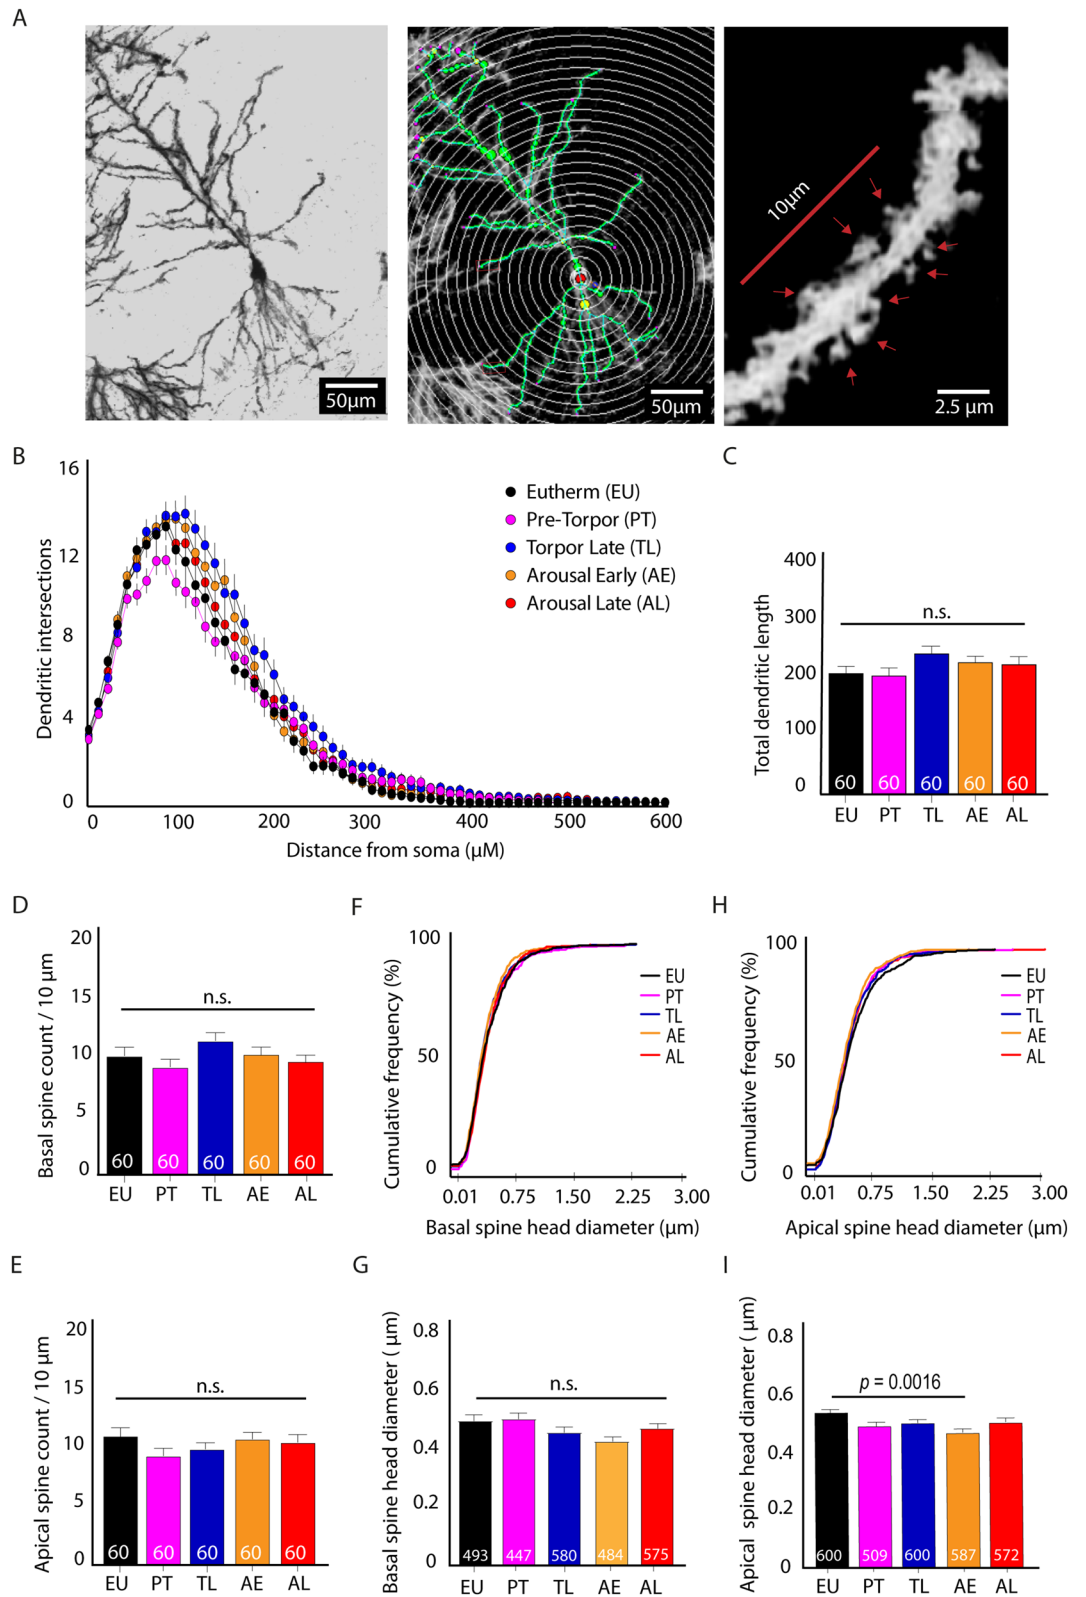 A
10µm
50µm
50µm
2.5 µm
B
16
12
8
4
0
Dendritic intersections
Eutherm (EU)
Pre-Torpor (PT)
Torpor Late (TL)
Arousal Early (AE)
Arousal Late (AL)
0 100 200 300 400 500 600
Distance from soma (µM)
C
400
300
200
100
0
Total dendritic length
n.s.
60 60 60 60 60
EU PT TL AE AL
D
20
15
10
5
0
Basal spine count / 10 µm
n.s.
60 60 60 60 60
EU PT TL AE AL
F
100
50
0
Cumulative frequency (%)
EU
PT
TL
AE
AL
0.01 0.75 1.50 2.25 3.00
Basal spine head diameter (µm)
H
100
50
0
Cumulative frequency (%)
EU
PT
TL
AE
AL
0.01 0.75 1.50 2.25 3.00
Apical spine head diameter (µm)
E
20
15
10
5
0
Apical spine count / 10 µm
n.s.
60 60 60 60 60
EU PT TL AE AL
G
0.8
0.6
0.4
0.2
0
Basal spine head diameter ( µm)
n.s.
493 447 580 484 575
EU PT TL AE AL
I
0.8
0.6
0.4
0.2
0
Apical spine head diameter ( µm)
p = 0.0016
600 509 600 587 572
EU PT TL AE AL